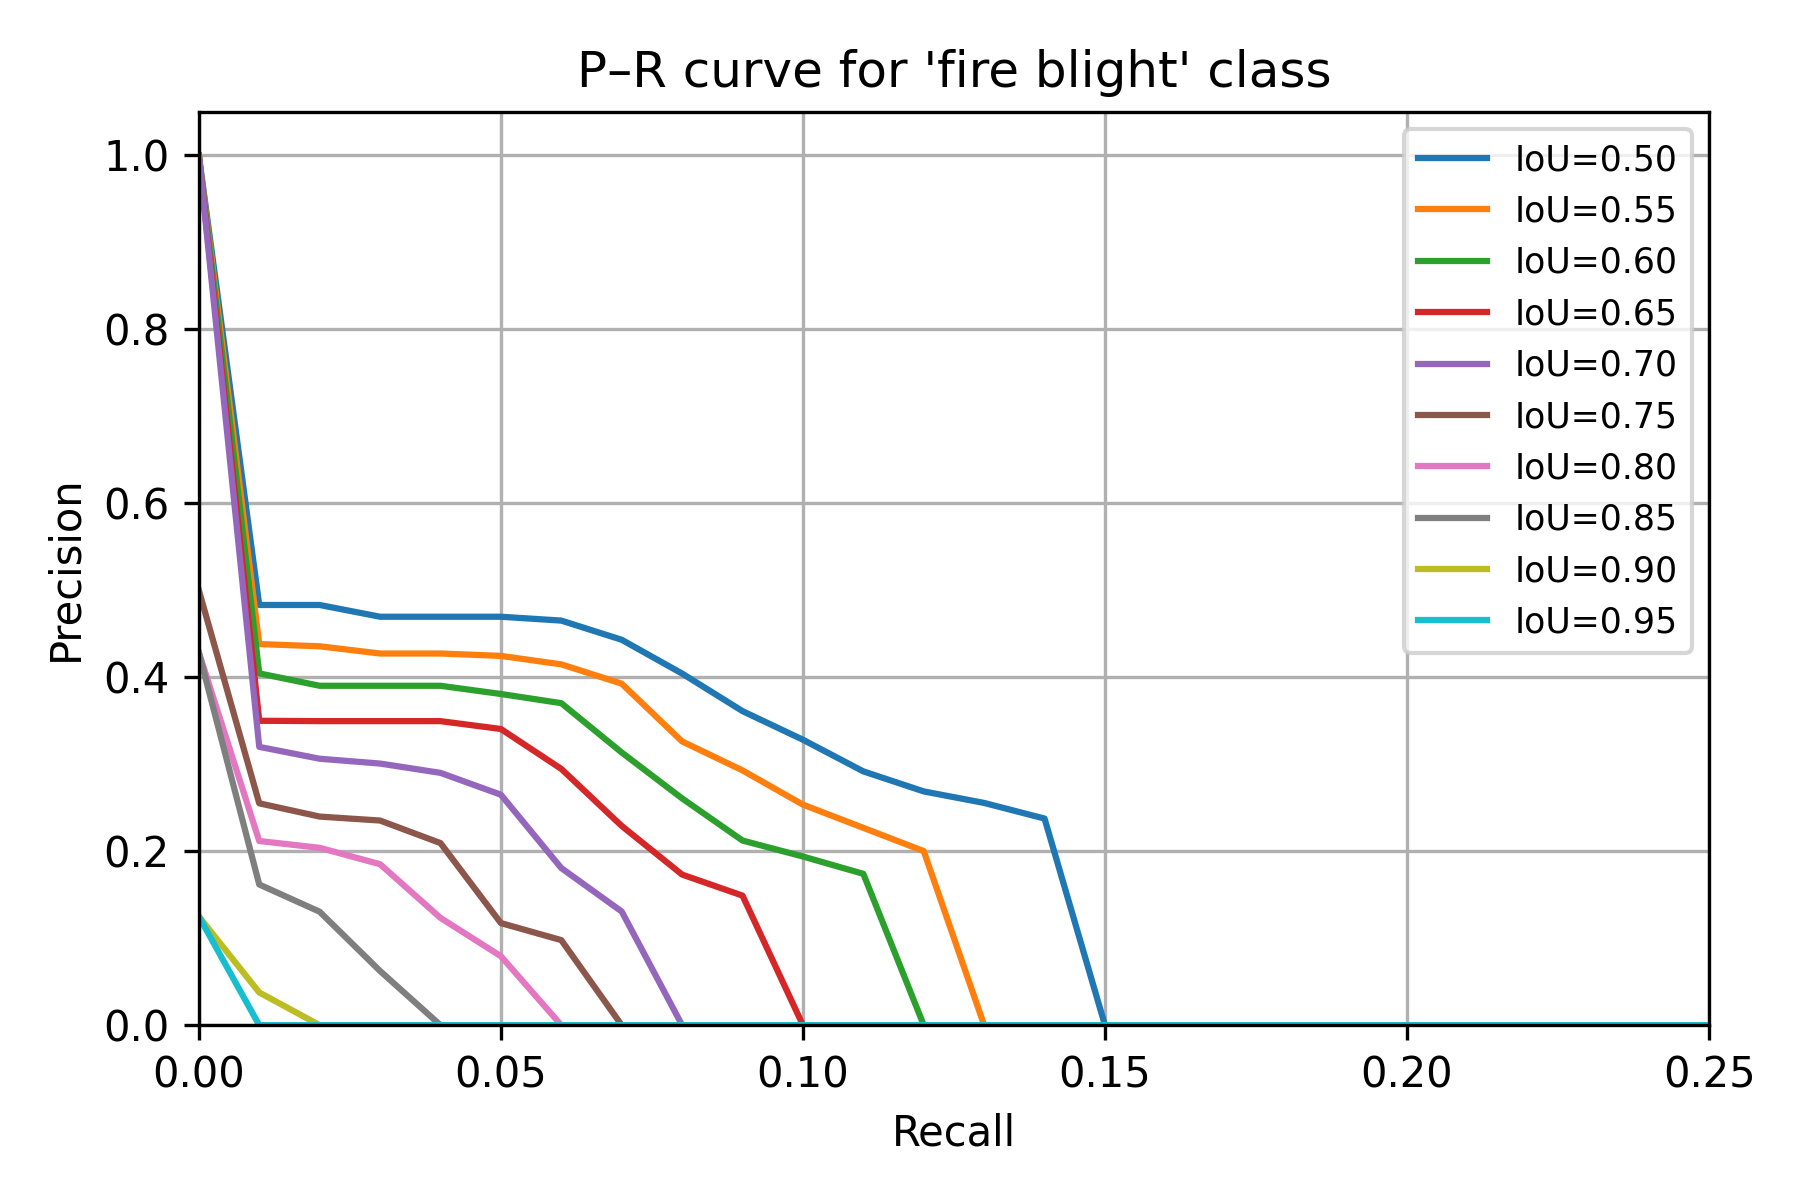 P–R curve for 'fire blight' class
Precision
1.0
0.8
0.6
0.4
0.2
0.0
0.00 0.05 0.10 0.15 0.20 0.25
Recall
IoU=0.50
IoU=0.55
IoU=0.60
IoU=0.65
IoU=0.70
IoU=0.75
IoU=0.80
IoU=0.85
IoU=0.90
IoU=0.95